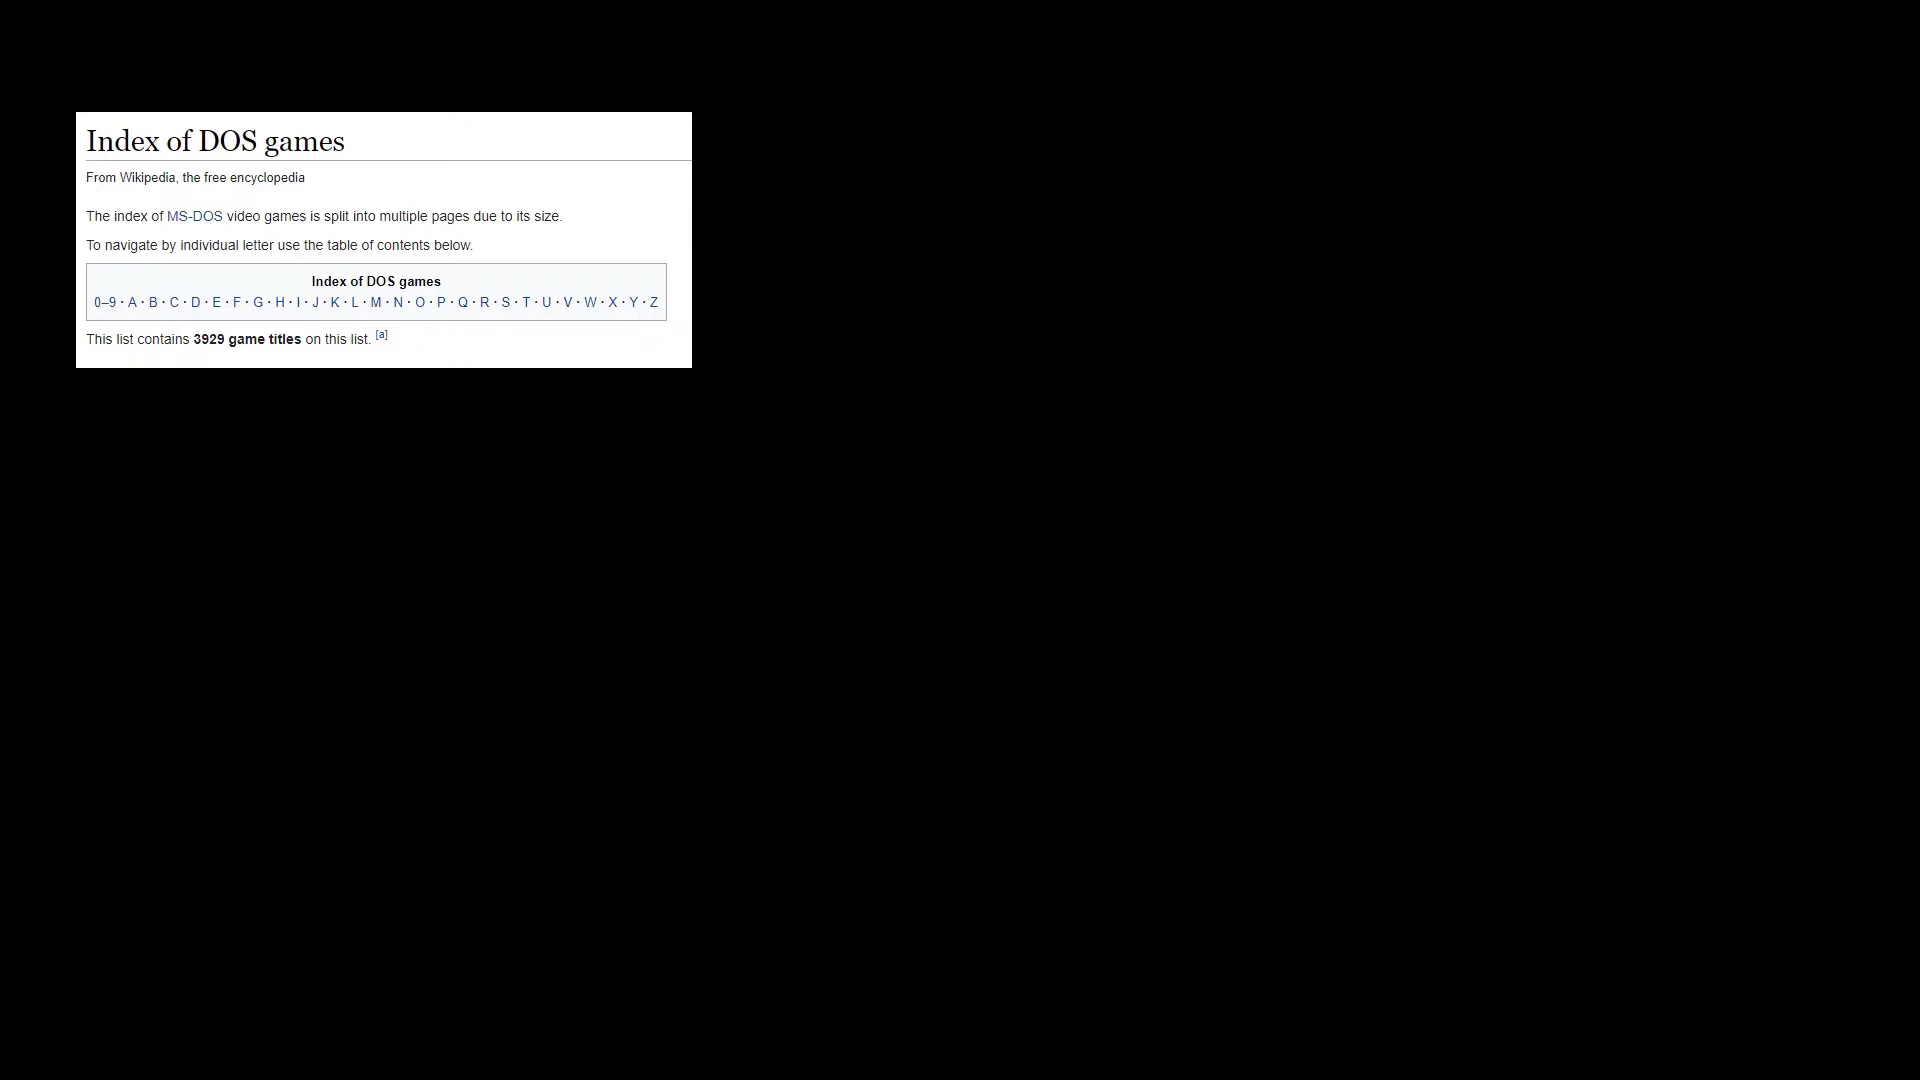 Index of DOS games
From Wikipedia, the free encyclopedia
The index of MS-DOS video games is split into multiple pages due to its size.
To navigate by individual letter use the table of contents below.
Index of DOS games
0–9 · A · B · C · D · E · F · G · H · I · J · K · L · M · N · O · P · Q · R · S · T · U · V · W · X · Y · Z
This list contains 3929 game titles on this list. [a]